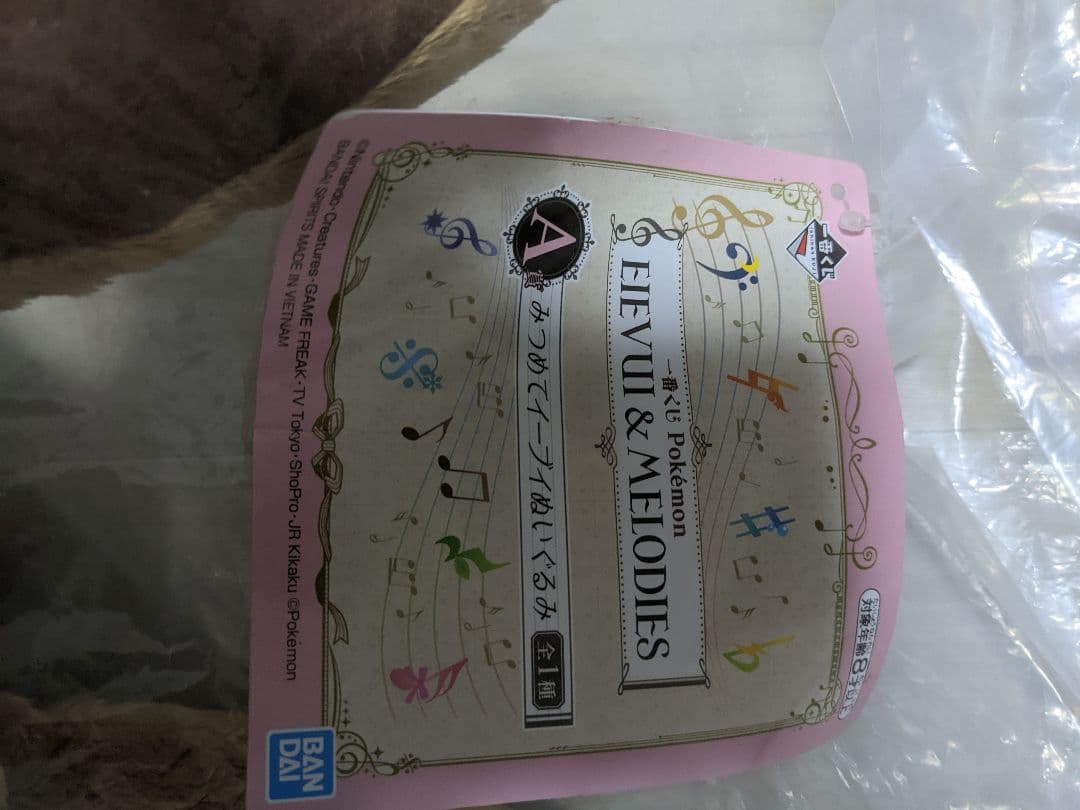 一番くじ
対象年齢8才以上
一番くじ Pokémon
EIEVUI & MELODIES
A賞 みつめてイーブイぬいぐるみ 全1種
©Nintendo・Creatures・GAME FREAK・TV Tokyo・ShoPro・JR Kikaku ©Pokémon
BANDAI SPIRITS MADE IN VIETNAM
BAN
DAI